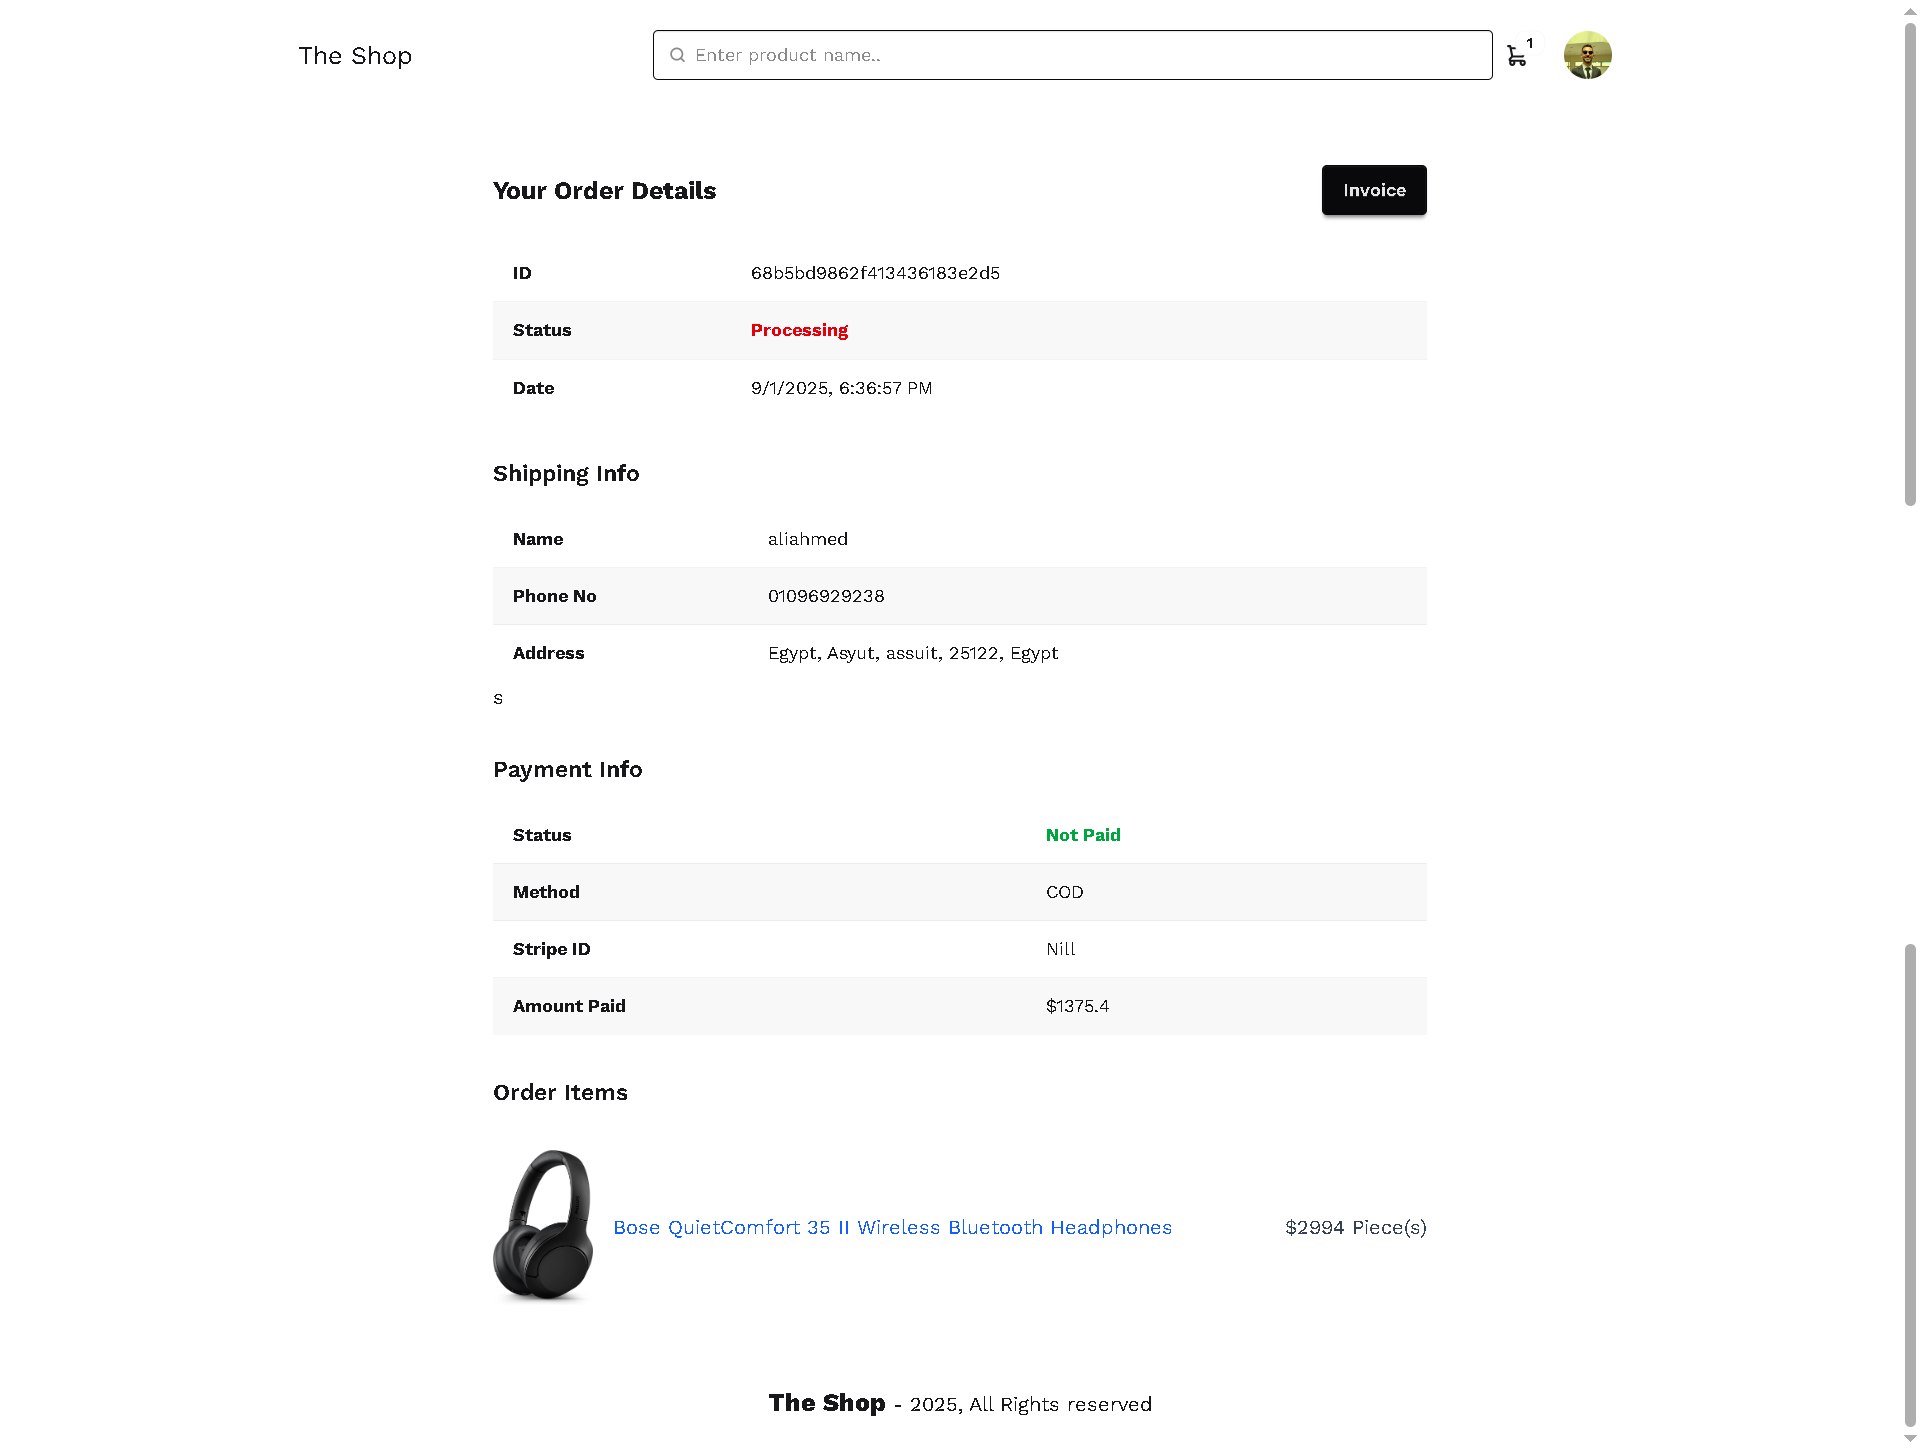 The Shop
Enter product name..
1
Your Order Details
Invoice
ID 68b5bd9862f413436183e2d5
Status Processing
Date 9/1/2025, 6:36:57 PM
Shipping Info
Name aliahmed
Phone No 01096929238
Address Egypt, Asyut, assuit, 25122, Egypt
s
Payment Info
Status Not Paid
Method COD
Stripe ID Nill
Amount Paid $1375.4
Order Items
Bose QuietComfort 35 II Wireless Bluetooth Headphones $2994 Piece(s)
The Shop - 2025, All Rights reserved